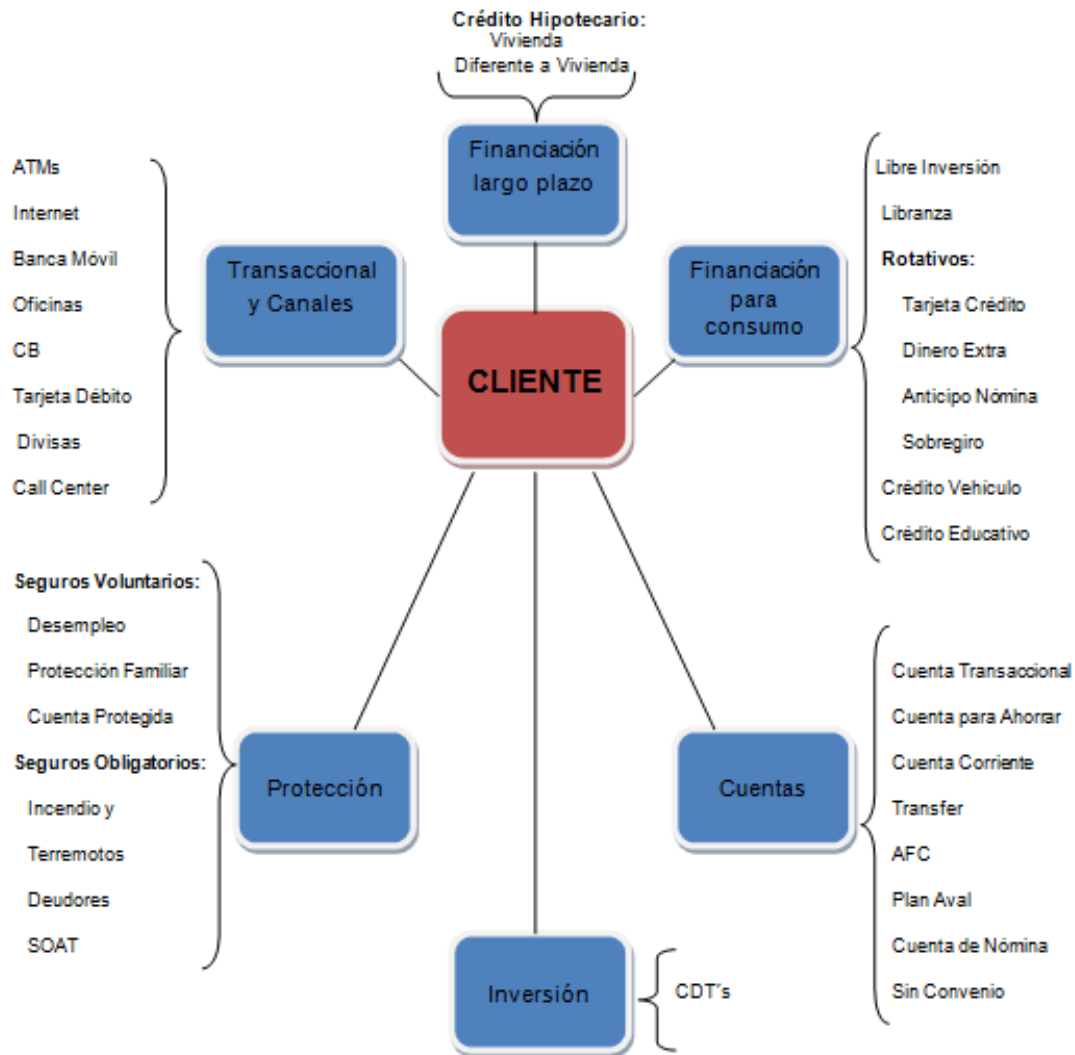 Crédito Hipotecario:
Vivienda
Diferente a Vivienda
Financiación
largo plazo
ATMs
Internet
Banca Móvil
Oficinas
CB
Tarjeta Débito
Divisas
Call Center
Transaccional
y Canales
Financiación
para
consumo
Libre Inversión
Libranza
Rotativos:
Tarjeta Crédito
Dinero Extra
Anticipo Nómina
Sobregiro
Crédito Vehículo
Crédito Educativo
CLIENTE
Seguros Voluntarios:
Desempleo
Protección Familiar
Cuenta Protegida
Seguros Obligatorios:
Incendio y
Terremotos
Deudores
SOAT
Protección
Cuentas
Cuenta Transaccional
Cuenta para Ahorrar
Cuenta Corriente
Transfer
AFC
Plan Aval
Cuenta de Nómina
Sin Convenio
Inversión
CDT´s